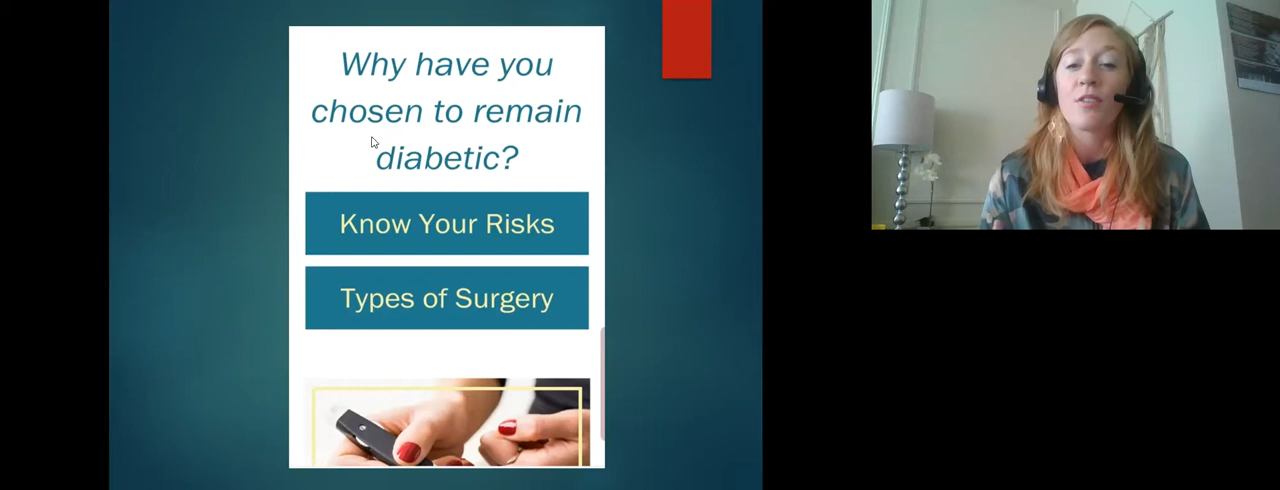 Why have you
chosen to remain
diabetic?
Know Your Risks
Types of Surgery